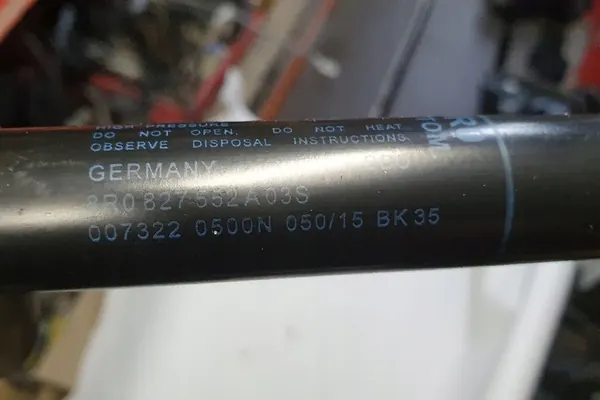 HIGH PRESSURE
DO NOT OPEN. DO NOT HEAT.
OBSERVE DISPOSAL INSTRUCTIONS.
GERMANY
8R0 827 552 A 03S
007322 0500N 050/15 BK35
TOM